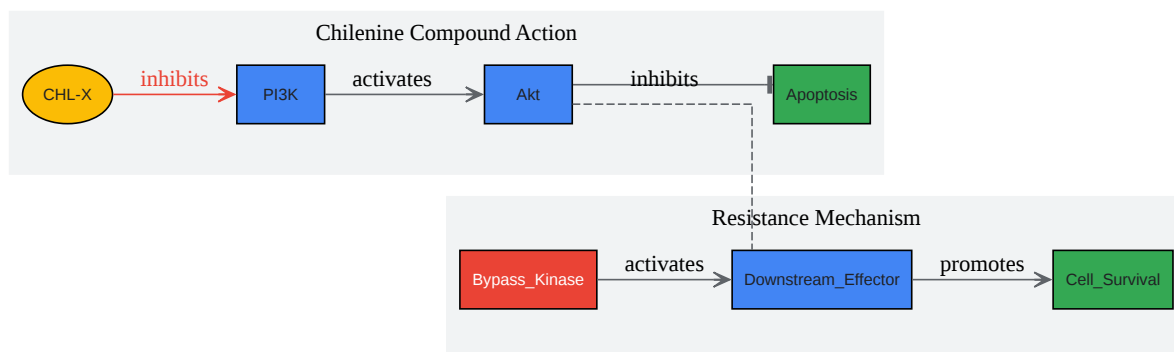 Chilenine Compound Action
CHL-X
inhibits
PI3K
activates
Akt
inhibits
Apoptosis
Resistance Mechanism
Bypass_Kinase
activates
Downstream_Effector
promotes
Cell_Survival